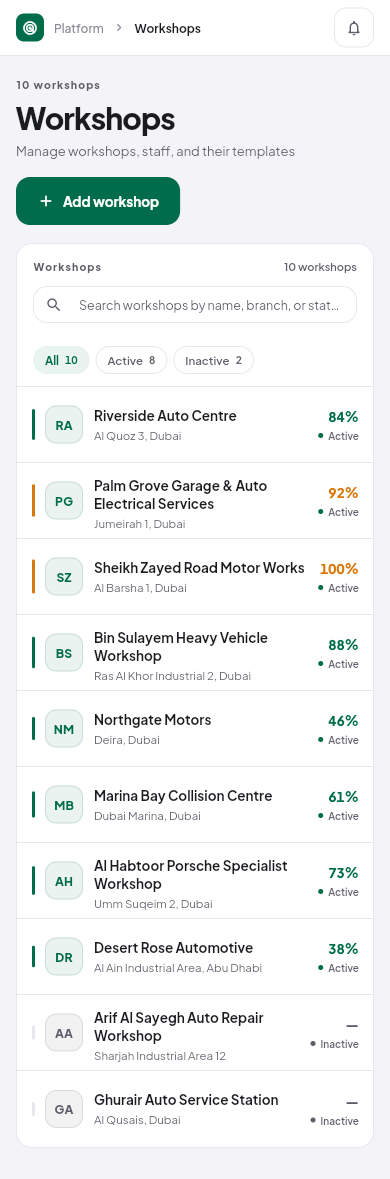 Platform > Workshops
10 workshops
Workshops
Manage workshops, staff, and their templates
+ Add workshop
Workshops 10 workshops
Search workshops by name, branch, or stat…
All 10 Active 8 Inactive 2
RA Riverside Auto Centre 84%
Al Quoz 3, Dubai • Active
PG Palm Grove Garage & Auto
Electrical Services 92%
Jumeirah 1, Dubai • Active
SZ Sheikh Zayed Road Motor Works 100%
Al Barsha 1, Dubai • Active
BS Bin Sulayem Heavy Vehicle
Workshop 88%
Ras Al Khor Industrial 2, Dubai • Active
NM Northgate Motors 46%
Deira, Dubai • Active
MB Marina Bay Collision Centre 61%
Dubai Marina, Dubai • Active
AH Al Habtoor Porsche Specialist
Workshop 73%
Umm Suqeim 2, Dubai • Active
DR Desert Rose Automotive 38%
Al Ain Industrial Area, Abu Dhabi • Active
AA Arif Al Sayegh Auto Repair
Workshop —
Sharjah Industrial Area 12 • Inactive
GA Ghurair Auto Service Station —
Al Qusais, Dubai • Inactive